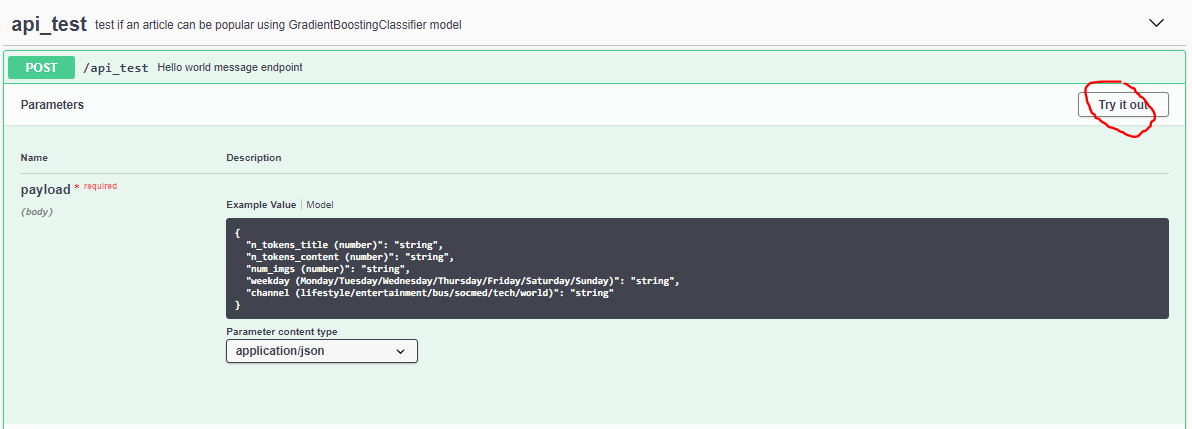 api_test test if an article can be popular using GradientBoostingClassifier model
POST /api_test Hello world message endpoint
Parameters Try it out
Name Description
payload * required
(body)
Example Value | Model
{
"n_tokens_title (number)": "string",
"n_tokens_content (number)": "string",
"num_imgs (number)": "string",
"weekday (Monday/Tuesday/Wednesday/Thursday/Friday/Saturday/Sunday)": "string",
"channel (lifestyle/entertainment/bus/socmed/tech/world)": "string"
}
Parameter content type
application/json